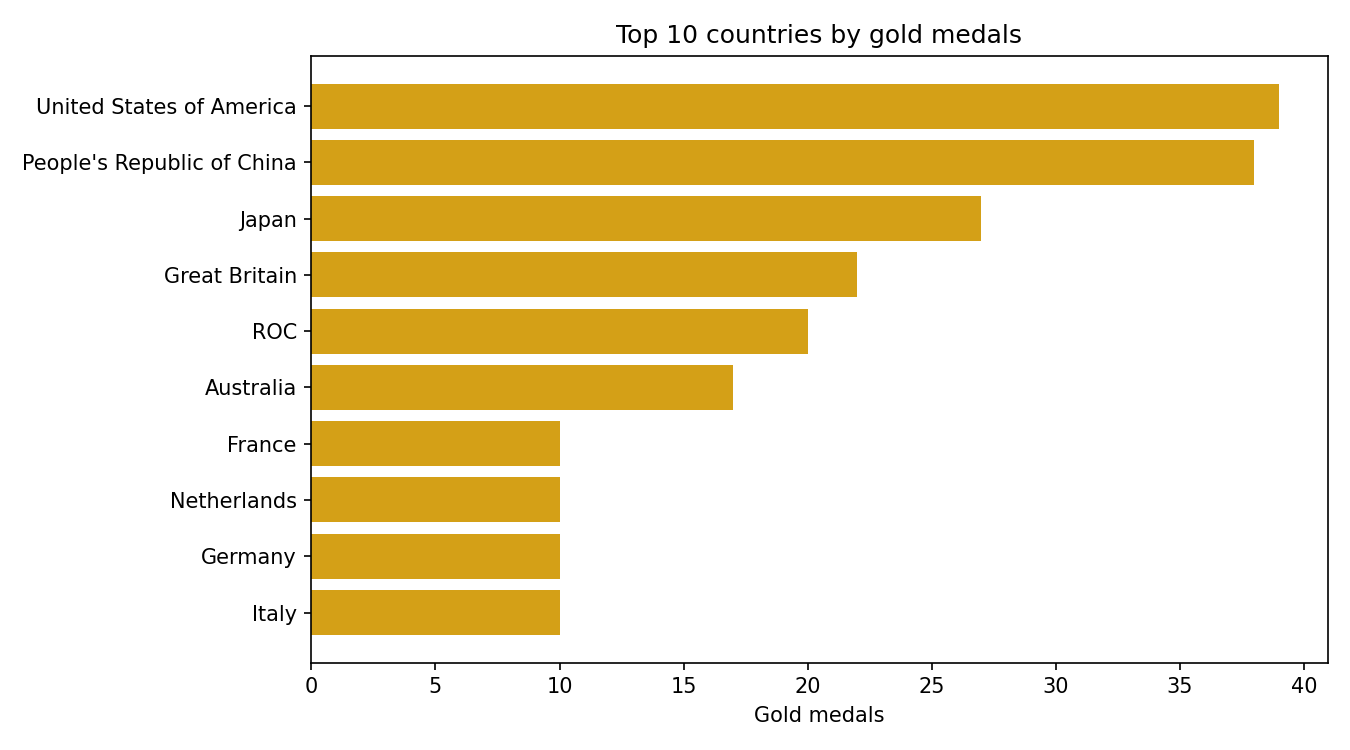 Top 10 countries by gold medals
United States of America
People's Republic of China
Japan
Great Britain
ROC
Australia
France
Netherlands
Germany
Italy
0 5 10 15 20 25 30 35 40
Gold medals